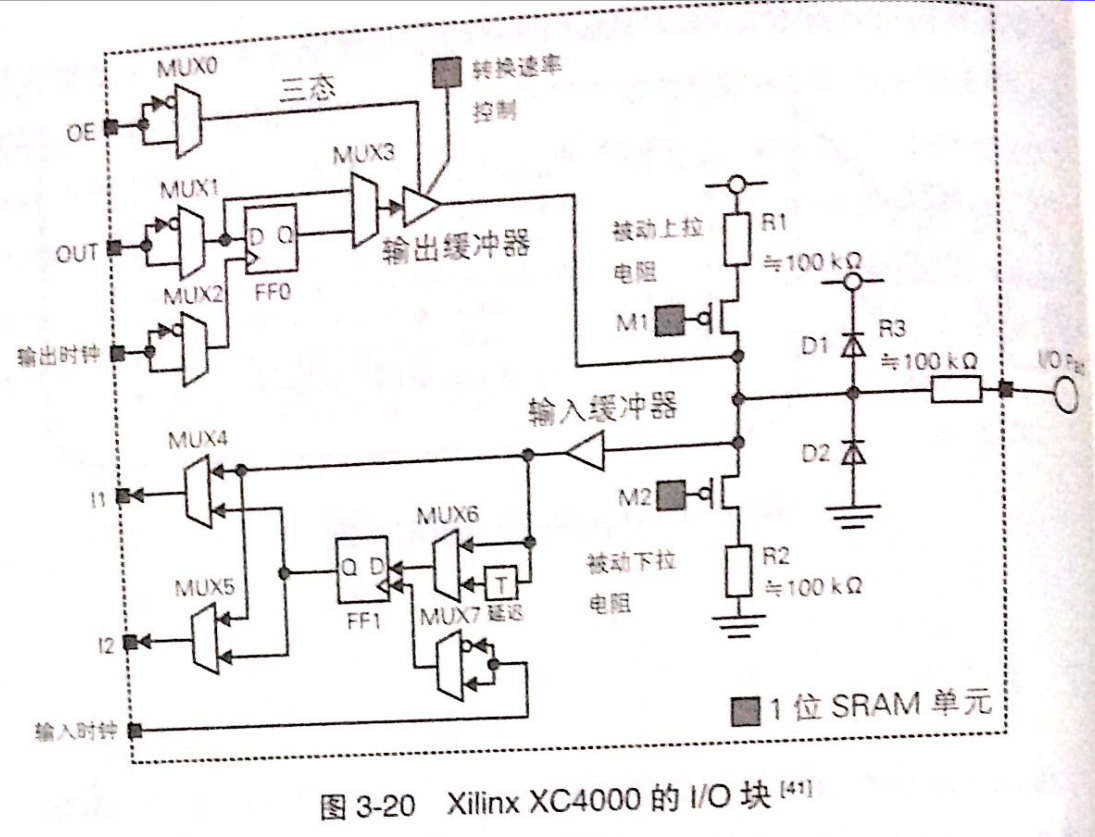 MUX0
三态
转换速率
控制
OE
MUX3
MUX1
OUT
D Q
FF0
输出缓冲器
MUX2
输出时钟
被动上拉
电阻
R1
≒100 kΩ
M1
D1
R3
≒100 kΩ
I/O Pad
输入缓冲器
MUX4
I1
D2
M2
MUX6
Q D
FF1
T
延迟
MUX7
MUX5
I2
被动下拉
电阻
R2
≒100 kΩ
输入时钟
1 位 SRAM 单元
图 3-20 Xilinx XC4000 的 I/O 块 [41]